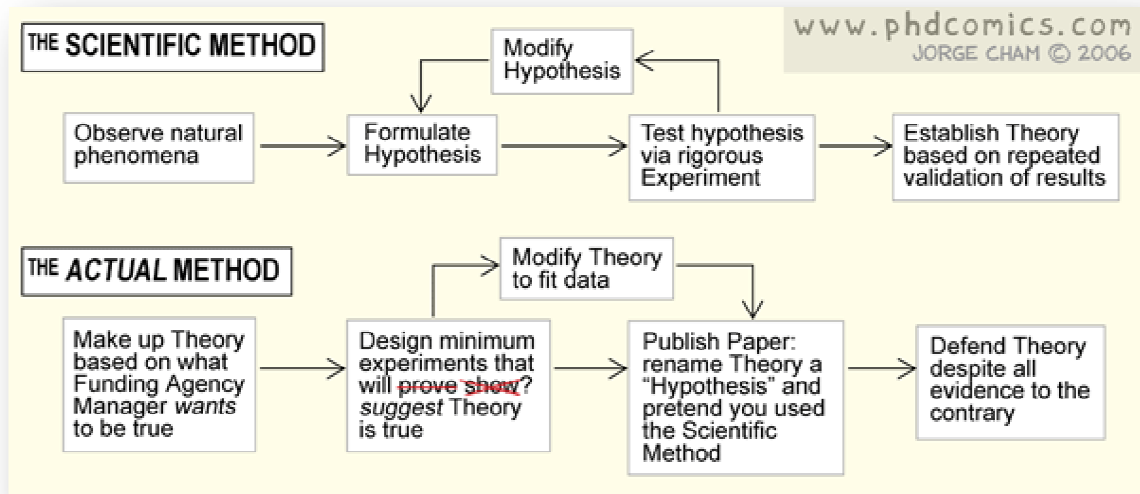 www.phdcomics.com
JORGE CHAM © 2006
THE SCIENTIFIC METHOD
Modify
Hypothesis
Observe natural
phenomena
Formulate
Hypothesis
Test hypothesis
via rigorous
Experiment
Establish Theory
based on repeated
validation of results
THE ACTUAL METHOD
Modify Theory
to fit data
Make up Theory
based on what
Funding Agency
Manager wants
to be true
Design minimum
experiments that
will prove show?
suggest Theory
is true
Publish Paper:
rename Theory a
“Hypothesis” and
pretend you used
the Scientific
Method
Defend Theory
despite all
evidence to the
contrary